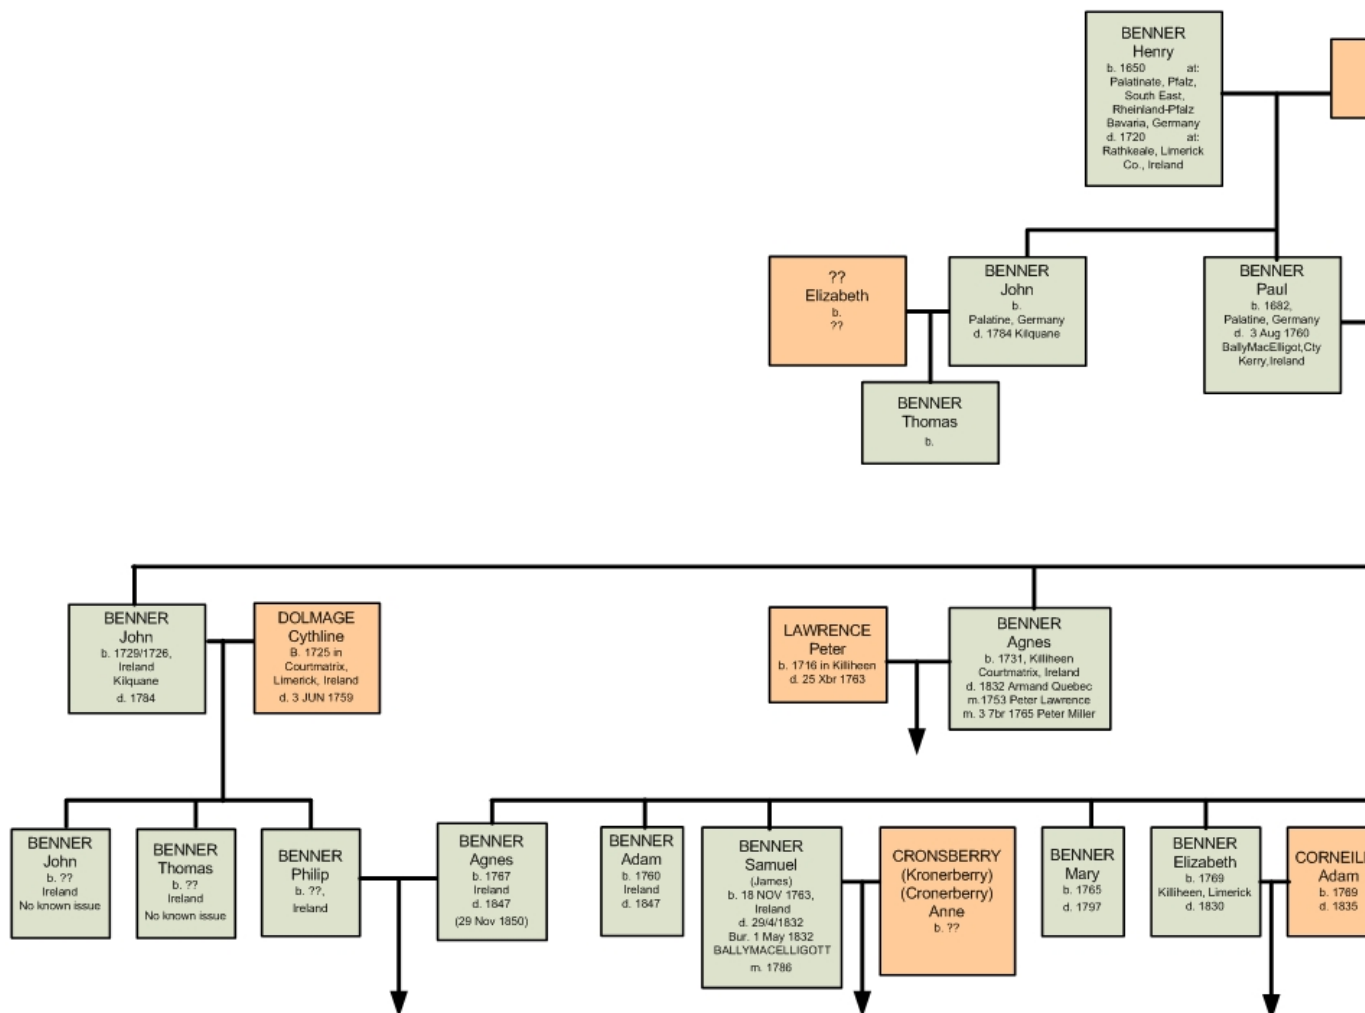 BENNER
Henry
b. 1650 at:
Palatinate, Pfalz,
South East,
Rheinland-Pfalz
Bavaria, Germany
d. 1720 at:
Rathkeale, Limerick
Co., Ireland
??
Elizabeth
b.
??
BENNER
John
b.
Palatine, Germany
d. 1784 Kilquane
BENNER
Paul
b. 1682,
Palatine, Germany
d. 3 Aug 1760
BallyMacElligot,Cty
Kerry,Ireland
BENNER
Thomas
b.
BENNER
John
b. 1729/1726,
Ireland
Kilquane
d. 1784
DOLMAGE
Cythline
B. 1725 in
Courtmatrix,
Limerick, Ireland
d. 3 JUN 1759
LAWRENCE
Peter
b. 1716 in Killiheen
d. 25 Xbr 1763
BENNER
Agnes
b. 1731, Killiheen
Courtmatrix, Ireland
d. 1832 Armand Quebec
m.1753 Peter Lawrence
m. 3 7br 1765 Peter Miller
BENNER
John
b. ??
Ireland
No known issue
BENNER
Thomas
b. ??
Ireland
No known issue
BENNER
Philip
b. ??,
Ireland
BENNER
Agnes
b. 1767
Ireland
d. 1847
(29 Nov 1850)
BENNER
Adam
b. 1760
Ireland
d. 1847
BENNER
Samuel
(James)
b. 18 NOV 1763,
Ireland
d. 29/4/1832
Bur. 1 May 1832
BALLYMACELLIGOTT
m. 1786
CRONSBERRY
(Kronerberry)
(Cronerberry)
Anne
b. ??
BENNER
Mary
b. 1765
d. 1797
BENNER
Elizabeth
b. 1769
Killiheen, Limerick
d. 1830
CORNEIL
Adam
b. 1769
d. 1835